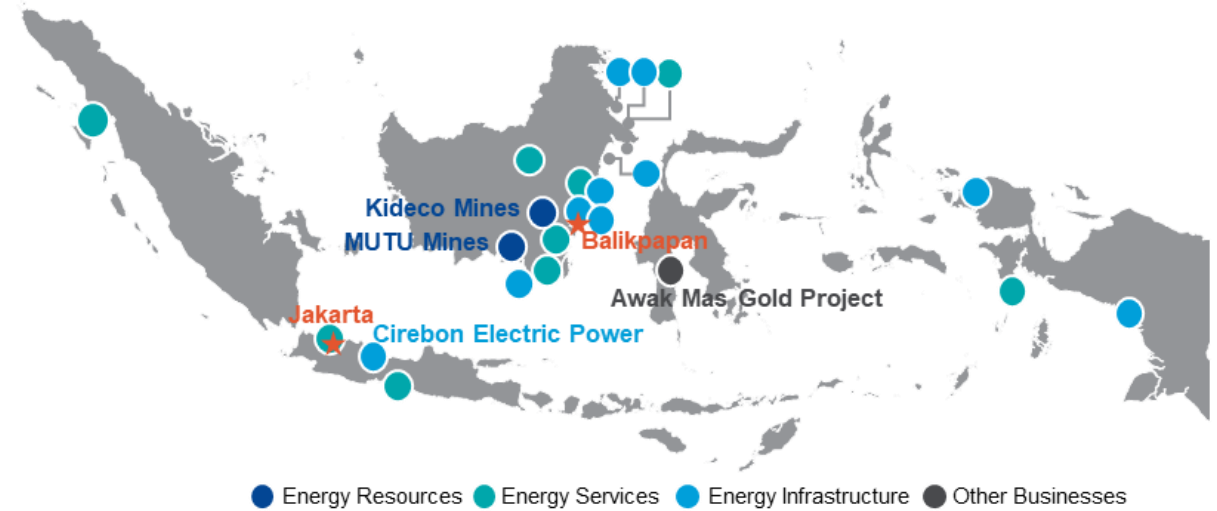 Kideco Mines
MUTU Mines
Balikpapan
Awak Mas Gold Project
Jakarta
Cirebon Electric Power
Energy Resources
Energy Services
Energy Infrastructure
Other Businesses